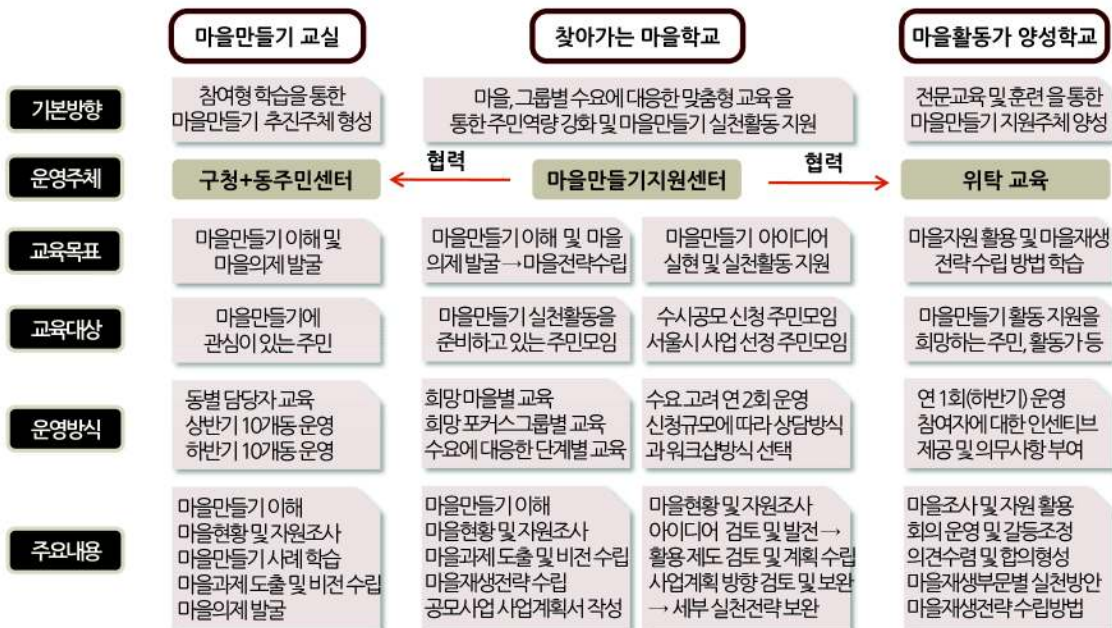 마을만들기 교실
찾아가는 마을학교
마을활동가 양성학교
기본방향
참여형 학습을 통한
마을만들기 추진주체 형성
마을, 그룹별 수요에 대응한 맞춤형 교육 을
통한 주민역량 강화 및 마을만들기 실천활동 지원
전문교육 및 훈련 을 통한
마을만들기 지원주체 양성
운영주체
구청+동주민센터
협력
마을만들기지원센터
협력
위탁 교육
교육목표
마을만들기 이해 및
마을의제 발굴
마을만들기 이해 및 마을
의제 발굴 → 마을전략수립
마을만들기 아이디어
실현 및 실천활동 지원
마을자원 활용 및 마을재생
전략 수립 방법 학습
교육대상
마을만들기에
관심이 있는 주민
마을만들기 실천활동을
준비하고 있는 주민모임
수시공모 신청 주민모임
서울시 사업 선정 주민모임
마을만들기 활동 지원을
희망하는 주민, 활동가 등
운영방식
동별 담당자 교육
상반기 10개동 운영
하반기 10개동 운영
희망 마을별 교육
희망 포커스그룹별 교육
수요에 대응한 단계별 교육
수요 고려 연 2회 운영
신청규모에 따라 상담방식
과 워크샵방식 선택
연 1회(하반기) 운영
참여자에 대한 인센티브
제공 및 의무사항 부여
주요내용
마을만들기 이해
마을현황 및 자원조사
마을만들기 사례 학습
마을과제 도출 및 비전 수립
마을의제 발굴
마을만들기 이해
마을현황 및 자원조사
마을과제 도출 및 비전 수립
마을재생전략 수립
공모사업 사업계획서 작성
마을현황 및 자원조사
아이디어 검토 및 발전 →
활용 제도 검토 및 계획 수립
사업계획 방향 검토 및 보완
→ 세부 실천전략 보완
마을조사 및 자원 활용
회의 운영 및 갈등조정
의견수렴 및 합의형성
마을재생부문별 실천방안
마을재생전략 수립방법